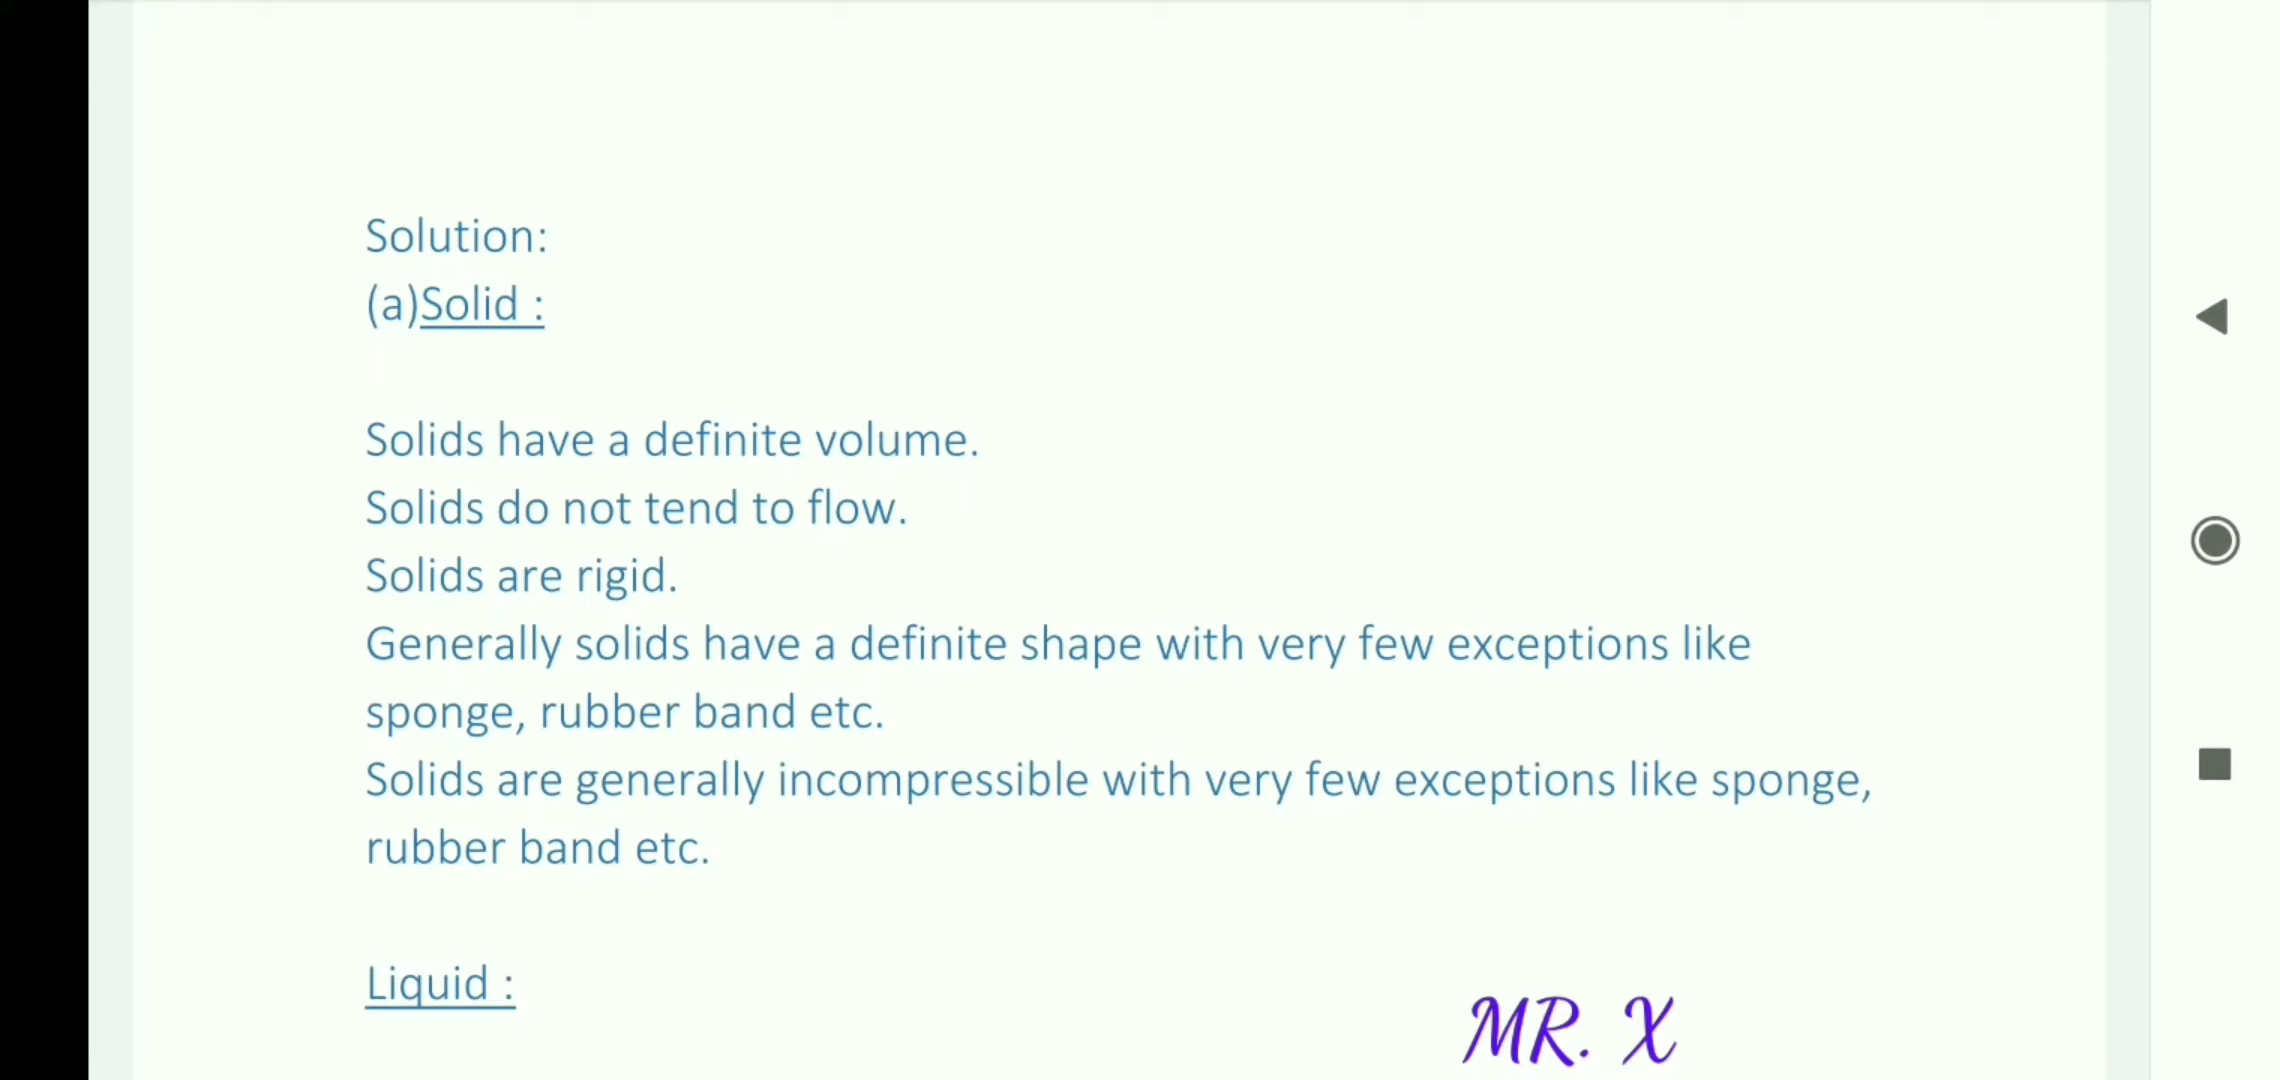 Solution:
(a)Solid :
Solids have a definite volume.
Solids do not tend to flow.
Solids are rigid.
Generally solids have a definite shape with very few exceptions like
sponge, rubber band etc.
Solids are generally incompressible with very few exceptions like sponge,
rubber band etc.
Liquid :
MR. X